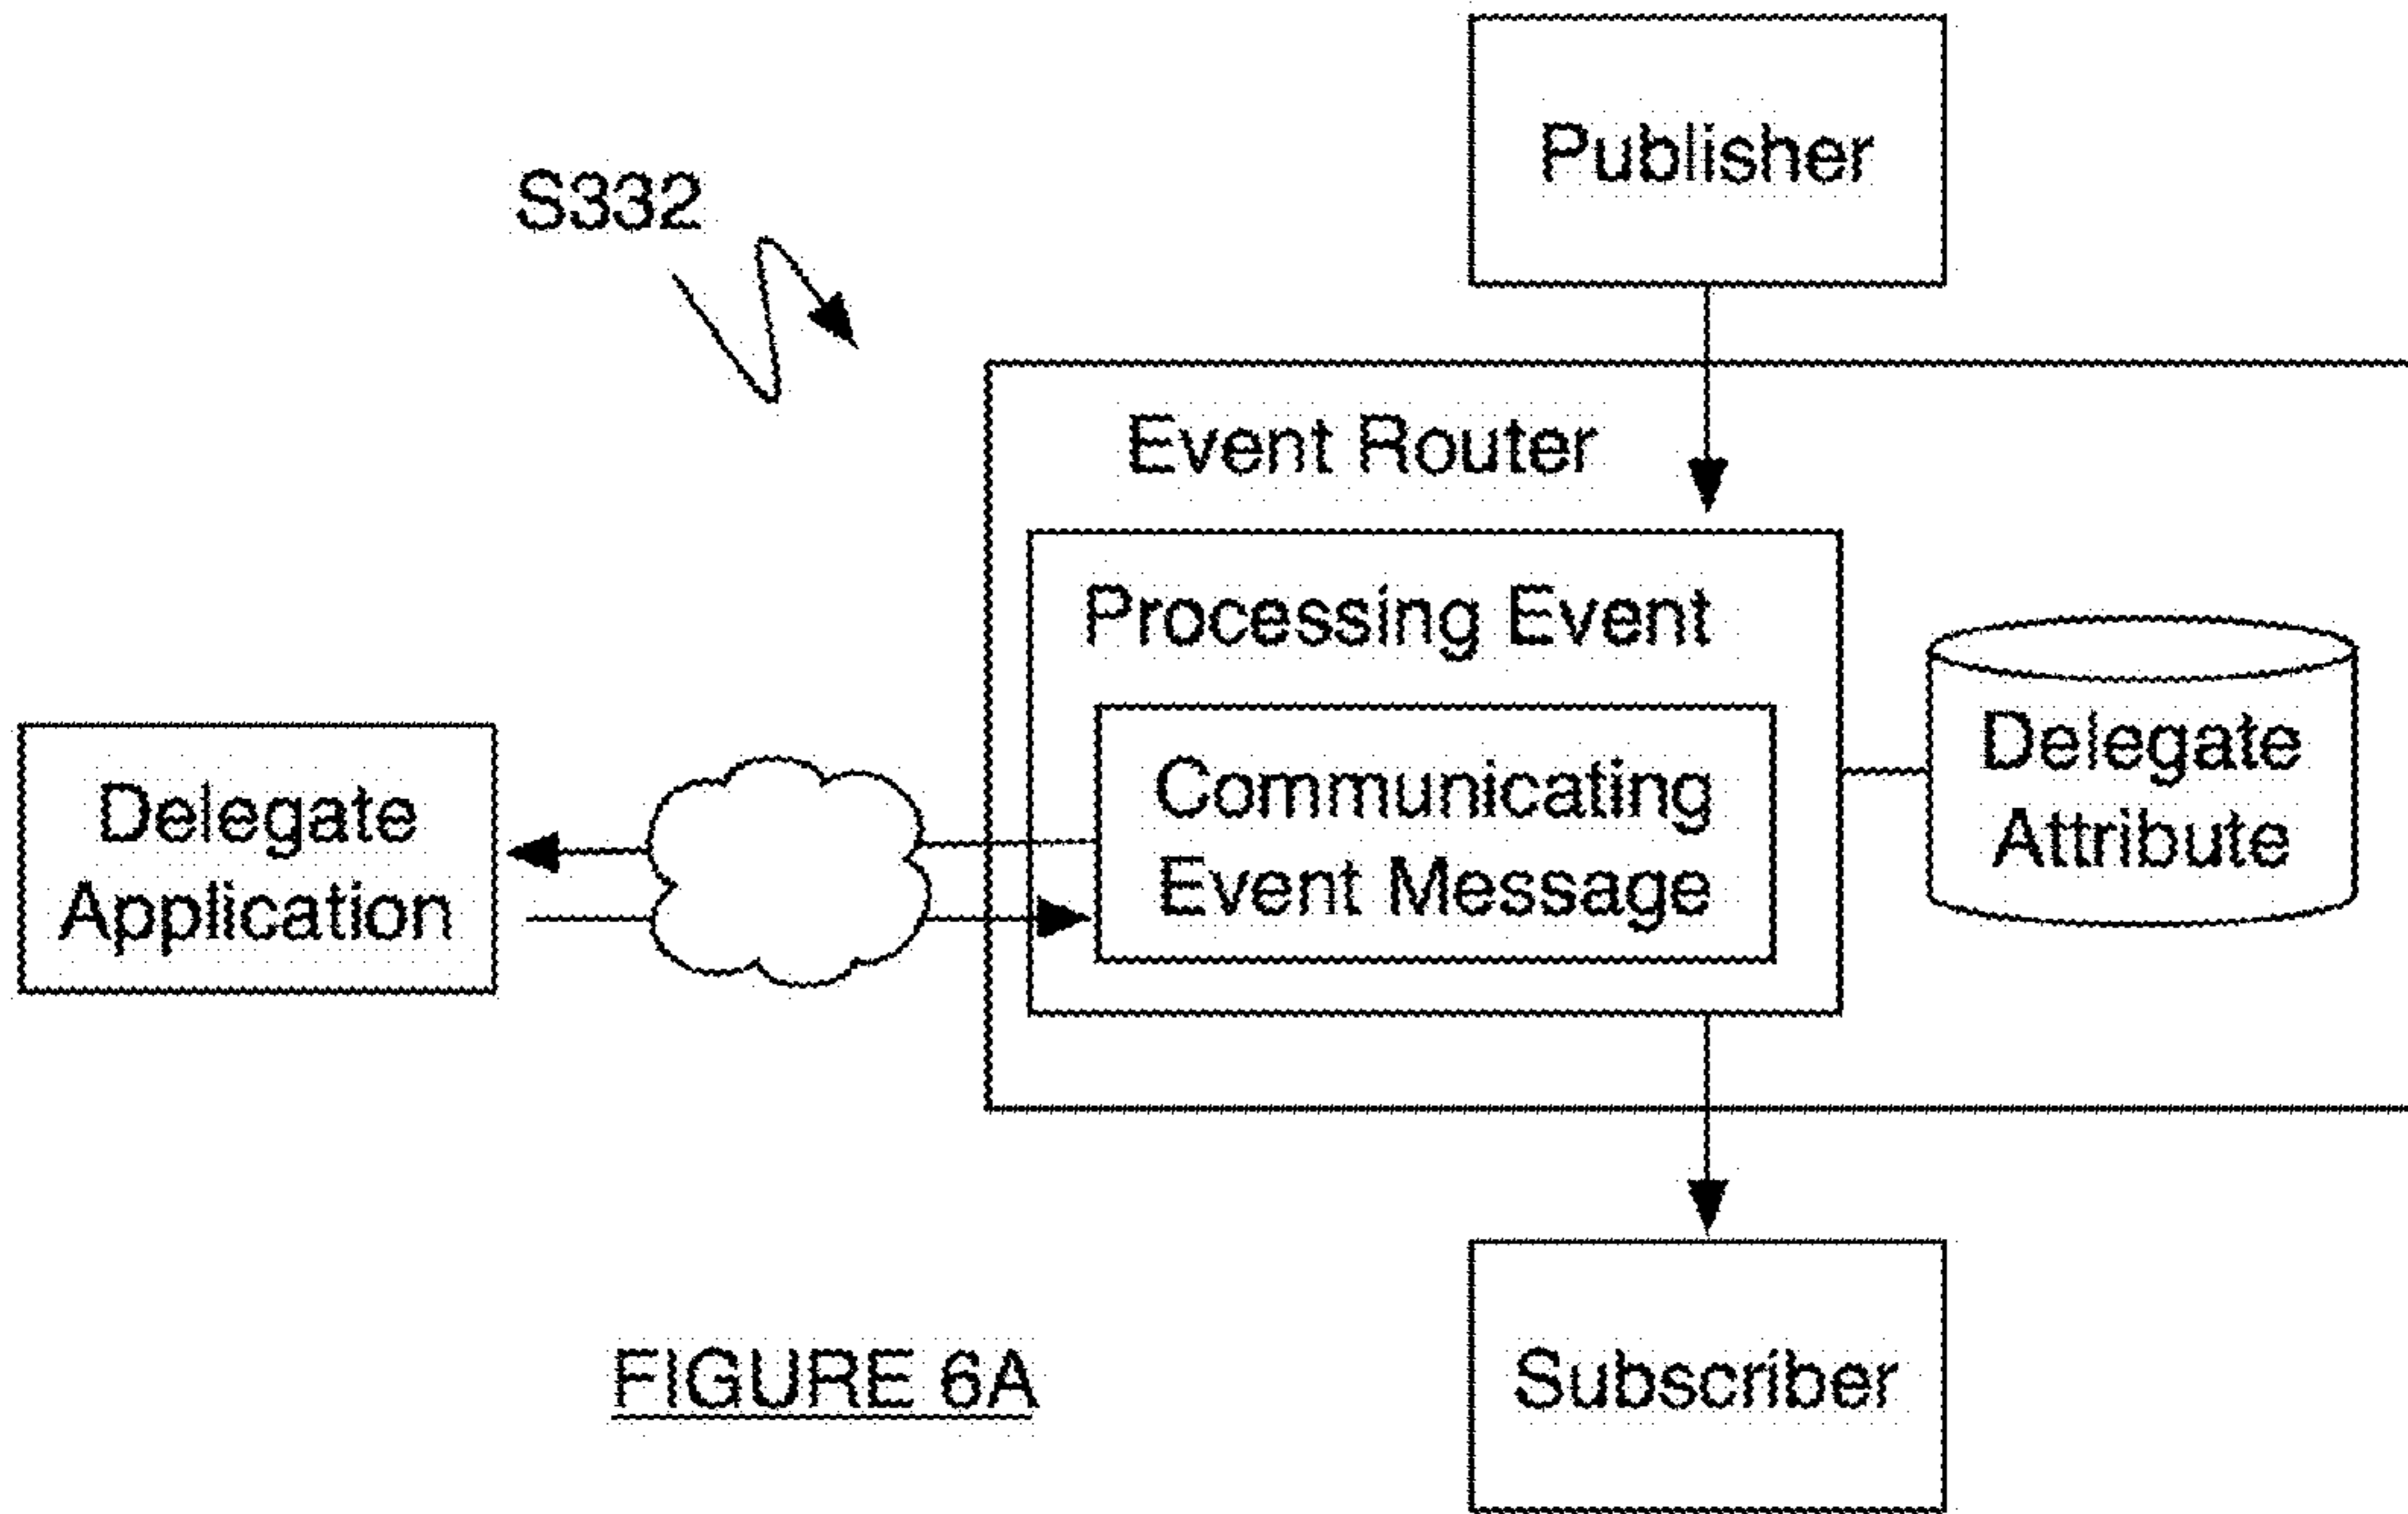 Publisher
S332
Event Router
Processing Event
Communicating
Event Message
Delegate
Attribute
Delegate
Application
Subscriber
FIGURE 6A